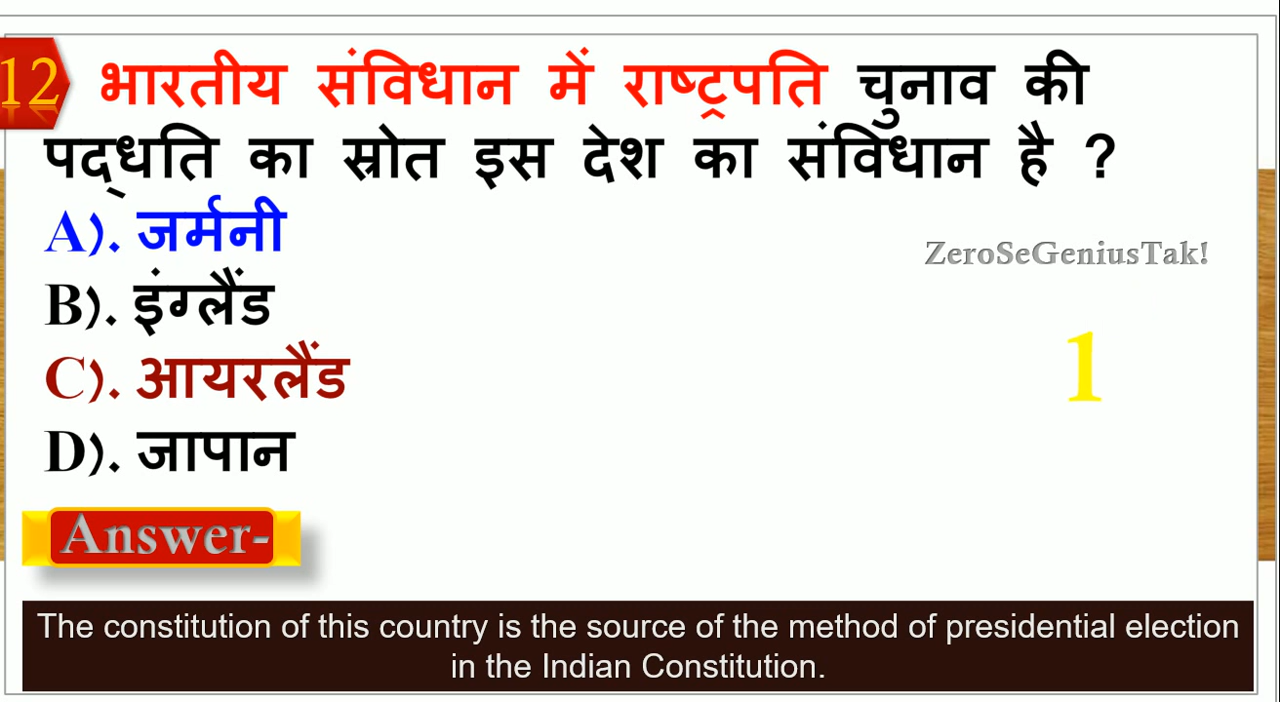 12 भारतीय संविधान में राष्ट्रपति चुनाव की
पद्धति का स्रोत इस देश का संविधान है ?
A). जर्मनी
ZeroSeGeniusTak!
B). इंग्लैंड
1
C). आयरलैंड
D). जापान
Answer-
The constitution of this country is the source of the method of presidential election
in the Indian Constitution.